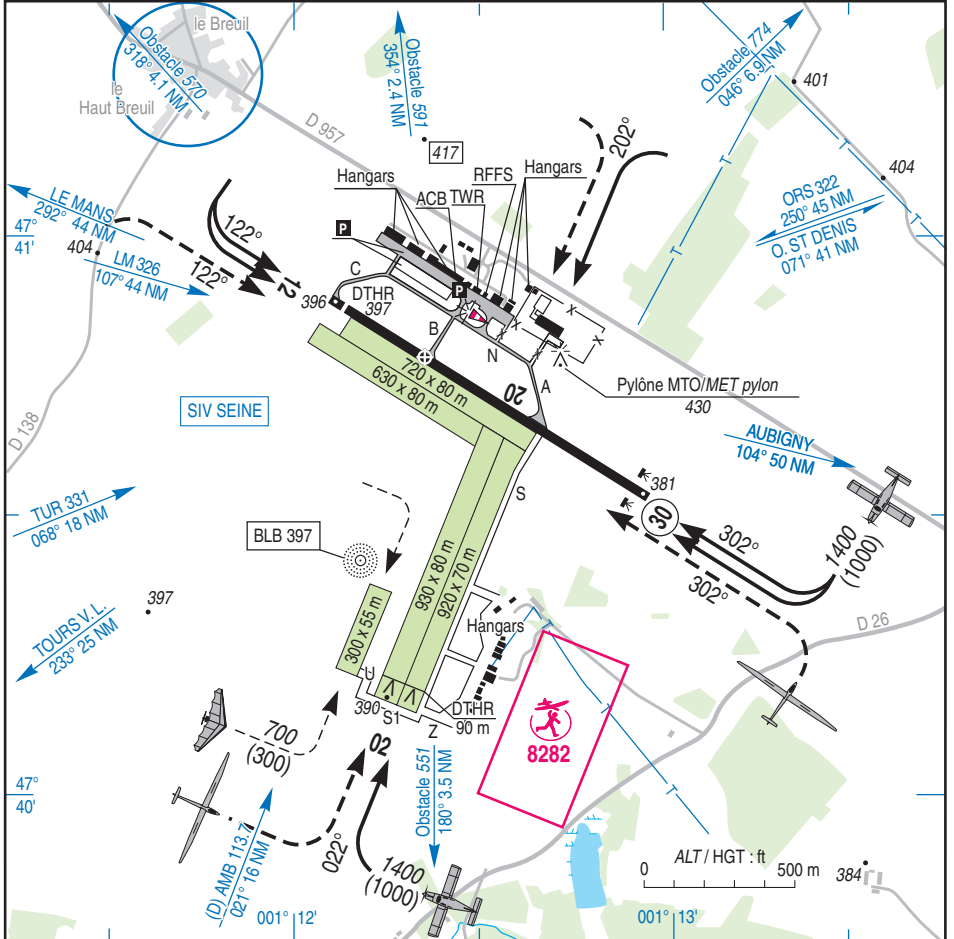 le Breuil
le
Haut Breuil
Obstacle 570
318° 4.1 NM
D 957
Obstacle 591
354° 2.4 NM
417
Obstacle 774
046° 6.9 NM
401
404
202°
Hangars
RFFS
Hangars
ACB
TWR
P
LE MANS
292° 44 NM
47°
41'
404
LM 326
107° 44 NM
122°
122°
12
396
C
DTHR
397
P
B
N
A
X
X
X
X
X
ORS 322
250° 45 NM
O. ST DENIS
071° 41 NM
T
T
T
T
720 x 80 m
630 x 80 m
20
Pylône MTO/MET pylon
430
SIV SEINE
D 138
AUBIGNY
104° 50 NM
381
30
302°
302°
1400
(1000)
TUR 331
068° 18 NM
S
BLB 397
930 x 80 m
920 x 70 m
300 x 55 m
397
TOURS V.L.
233° 25 NM
Hangars
T
D 26
U
390
S1
DTHR
90 m
Z
8282
700
(300)
02
47°
40'
022°
Obstacle 551
180° 3.5 NM
T
(D) AMB 113.7
021° 16 NM
1400
(1000)
ALT / HGT : ft
0
500 m
384
001° 12'
001° 13'